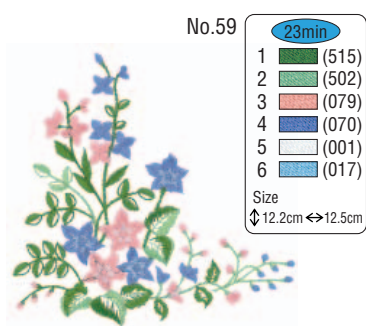 No.59
23min
1 (515)
2 (502)
3 (079)
4 (070)
5 (001)
6 (017)
Size
↕12.2cm ↔12.5cm